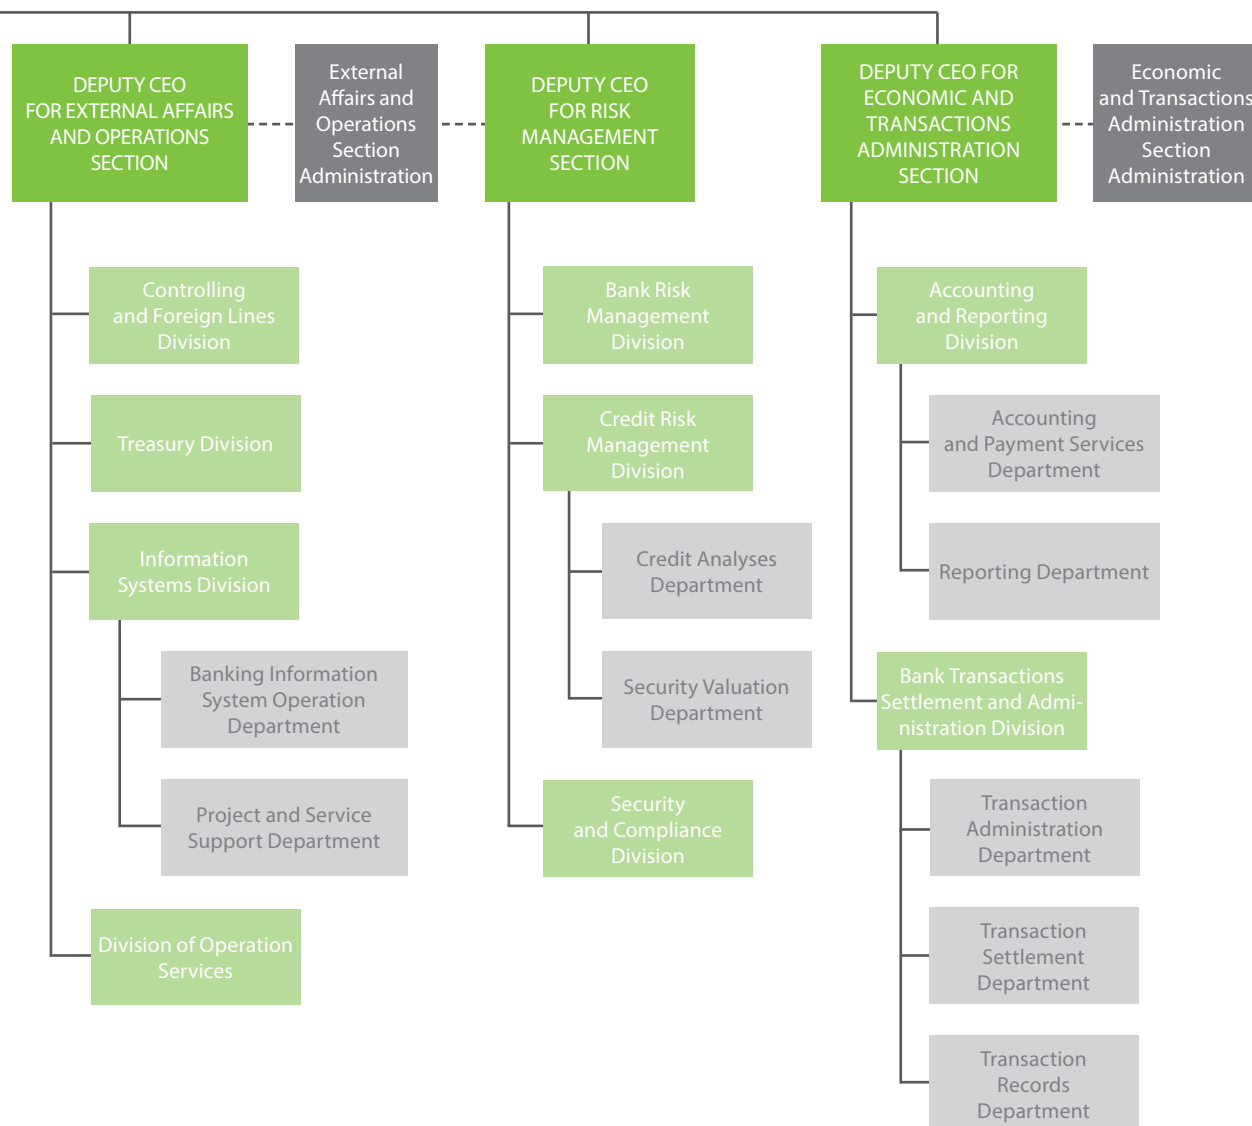 DEPUTY CEO
FOR EXTERNAL AFFAIRS
AND OPERATIONS
SECTION
External
Affairs and
Operations
Section
Administration
DEPUTY CEO
FOR RISK
MANAGEMENT
SECTION
DEPUTY CEO FOR
ECONOMIC AND
TRANSACTIONS
ADMINISTRATION
SECTION
Economic
and Transactions
Administration
Section
Administration
Controlling
and Foreign Lines
Division
Treasury Division
Information
Systems Division
Banking Information
System Operation
Department
Project and Service
Support Department
Division of Operation
Services
Bank Risk
Management
Division
Credit Risk
Management
Division
Credit Analyses
Department
Security Valuation
Department
Security
and Compliance
Division
Accounting
and Reporting
Division
Accounting
and Payment Services
Department
Reporting Department
Bank Transactions
Settlement and Admi-
nistration Division
Transaction
Administration
Department
Transaction
Settlement
Department
Transaction
Records
Department